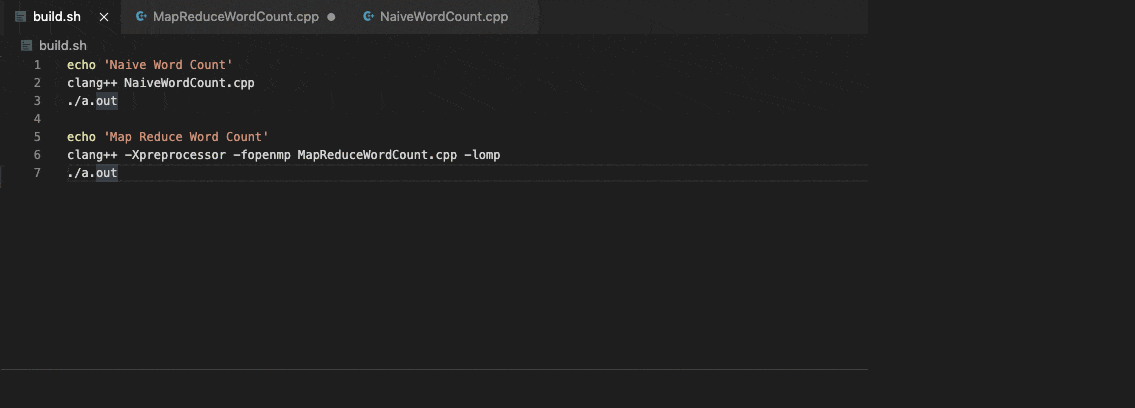 build.sh × MapReduceWordCount.cpp ● NaiveWordCount.cpp
build.sh
1 echo 'Naive Word Count'
2 clang++ NaiveWordCount.cpp
3 ./a.out
4
5 echo 'Map Reduce Word Count'
6 clang++ -Xpreprocessor -fopenmp MapReduceWordCount.cpp -lomp
7 ./a.out